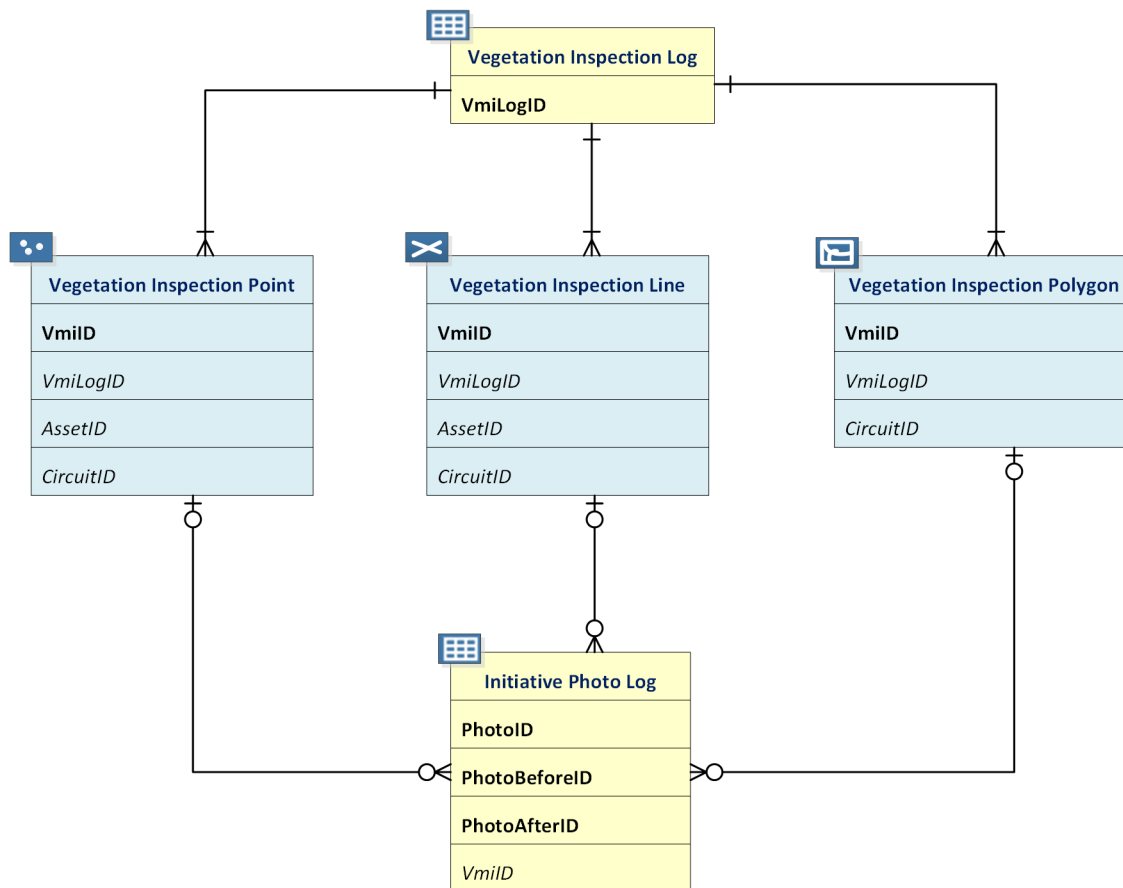 Vegetation Inspection Log
VmiLogID
Vegetation Inspection Point
VmiID
VmiLogID
AssetID
CircuitID
Vegetation Inspection Line
VmiID
VmiLogID
AssetID
CircuitID
Vegetation Inspection Polygon
VmiID
VmiLogID
CircuitID
Initiative Photo Log
PhotoID
PhotoBeforeID
PhotoAfterID
VmiID